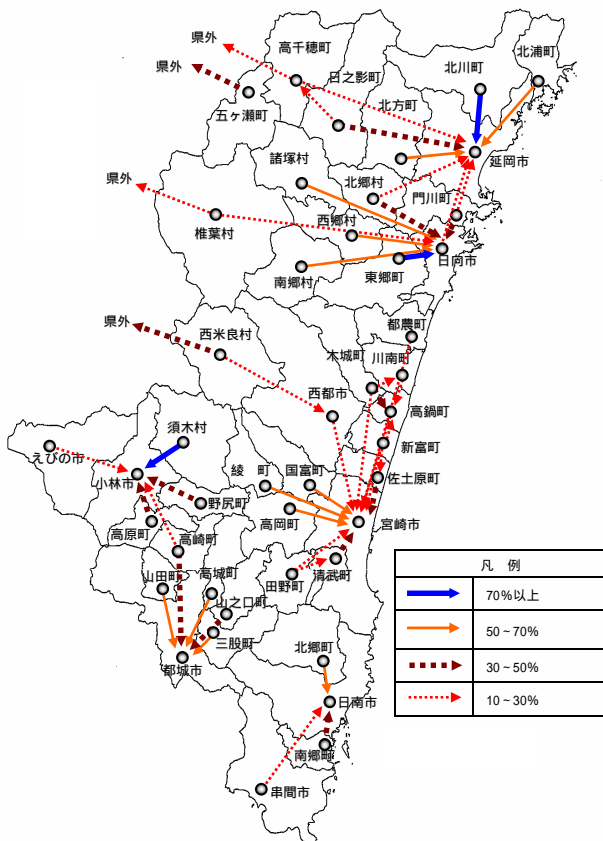 県外
高千穂町
北川町
北浦町
県外
日之影町
北方町
五ヶ瀬町
延岡市
諸塚村
北郷村
門川町
県外
西郷村
椎葉村
日向市
南郷村
東郷町
県外
西米良村
都農町
木城町
川南町
西都市
高鍋町
須木村
新富町
えびの市
小林市
綾　町
国富町
佐土原町
野尻町
高岡町
宮崎市
高原町
高崎町
山田町
高城町
田野町
清武町
山之口町
三股町
都城市
北郷町
日南市
南郷町
串間市
凡　例
70％以上
50～70％
30～50％
10～30％